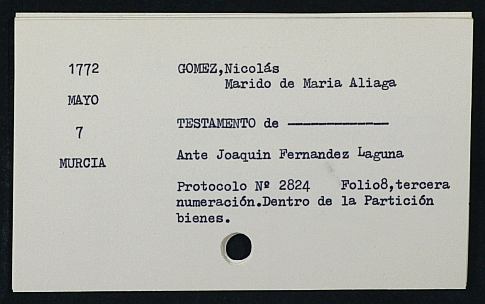 1772
MAYO
7
MURCIA
GOMEZ,Nicolás
Marido de Maria Aliaga
TESTAMENTO de —————————
Ante Joaquin Fernandez Laguna
Protocolo Nº 2824 Folio8,tercera
numeración.Dentro de la Partición
bienes.